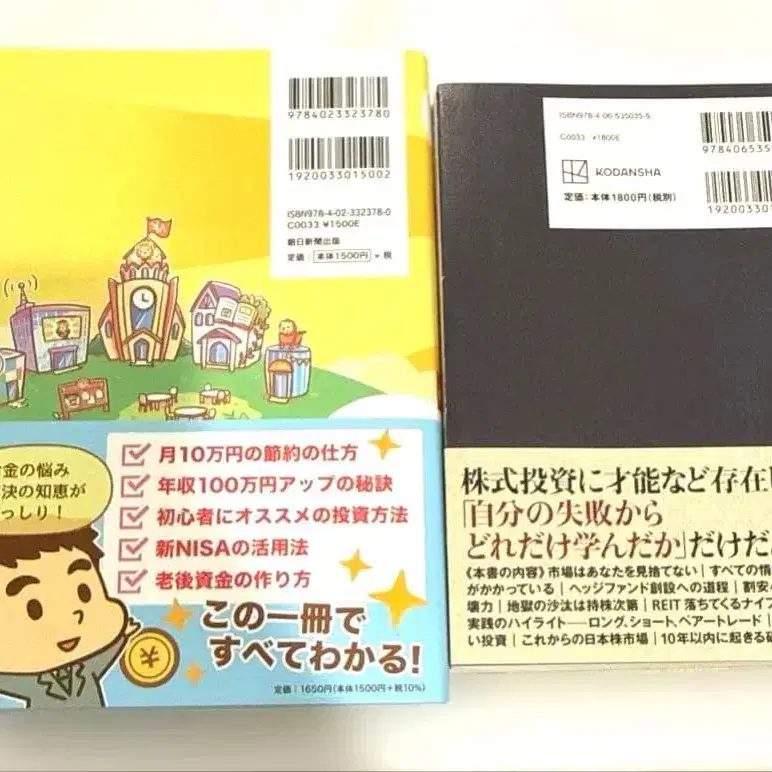 9784023323780
1920033015002
ISBN978-4-02-332378-0
C0033 ¥1500E
朝日新聞出版
定価：本体1500円＋税
金の悩み
決の知恵が
っしり！
月10万円の節約の仕方
年収100万円アップの秘訣
初心者にオススメの投資方法
新NISAの活用法
老後資金の作り方
この一冊で
すべてわかる！
定価：1650円（本体1500円＋税10%）
ISBN978-4-06-535035-5
C0033 ¥1800E
KODANSHA
定価：本体1800円（税別）
978406535
192003301
株式投資に才能など存在
「自分の失敗から
どれだけ学んだか」だけだ
《本書の内容》市場はあなたを見捨てない｜すべての情
がかかっている｜ヘッジファンド創設への道程｜割安
壊力｜地獄の沙汰は持株次第｜REIT 落ちてくるナイフ
実践のハイライト──ロング、ショート、ペアートレード｜
い投資｜これからの日本株市場｜10年以内に起きる